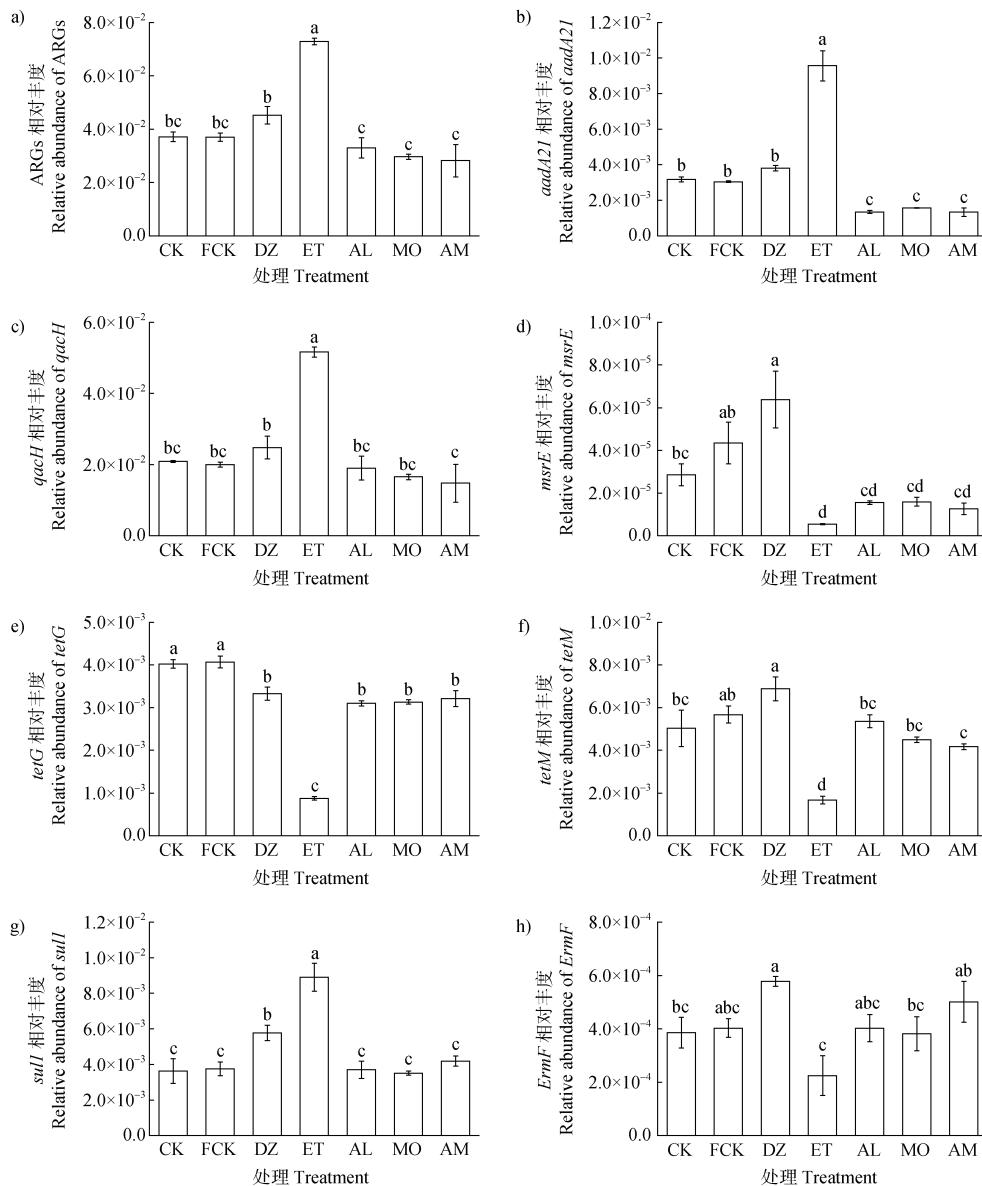 a)
ARGs 相对丰度
Relative abundance of ARGs
8.0×10⁻²
6.0×10⁻²
4.0×10⁻²
2.0×10⁻²
0.0
bc bc b a c c c
CK FCK DZ ET AL MO AM
处理 Treatment
b)
aadA21 相对丰度
Relative abundance of aadA21
1.2×10⁻²
1.0×10⁻²
8.0×10⁻³
6.0×10⁻³
4.0×10⁻³
2.0×10⁻³
0.0
b b b a c c c
CK FCK DZ ET AL MO AM
处理 Treatment
c)
qacH 相对丰度
Relative abundance of qacH
6.0×10⁻²
4.0×10⁻²
2.0×10⁻²
0.0
bc bc b a bc bc c
CK FCK DZ ET AL MO AM
处理 Treatment
d)
msrE 相对丰度
Relative abundance of msrE
1.0×10⁻⁴
8.0×10⁻⁵
6.0×10⁻⁵
4.0×10⁻⁵
2.0×10⁻⁵
0.0
bc ab a d cd cd cd
CK FCK DZ ET AL MO AM
处理 Treatment
e)
tetG 相对丰度
Relative abundance of tetG
5.0×10⁻³
4.0×10⁻³
3.0×10⁻³
2.0×10⁻³
1.0×10⁻³
0.0
a a b c b b b
CK FCK DZ ET AL MO AM
处理 Treatment
f)
tetM 相对丰度
Relative abundance of tetM
1.0×10⁻²
8.0×10⁻³
6.0×10⁻³
4.0×10⁻³
2.0×10⁻³
0.0
bc ab a d bc bc c
CK FCK DZ ET AL MO AM
处理 Treatment
g)
sul1 相对丰度
Relative abundance of sul1
1.2×10⁻²
1.0×10⁻²
8.0×10⁻³
6.0×10⁻³
4.0×10⁻³
2.0×10⁻³
0.0
c c b a c c c
CK FCK DZ ET AL MO AM
处理 Treatment
h)
ErmF 相对丰度
Relative abundance of ErmF
8.0×10⁻⁴
6.0×10⁻⁴
4.0×10⁻⁴
2.0×10⁻⁴
0.0
bc abc a c abc bc ab
CK FCK DZ ET AL MO AM
处理 Treatment